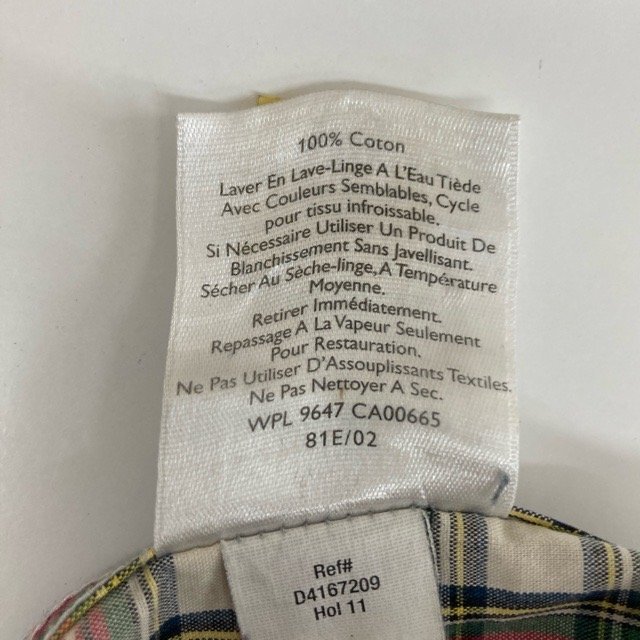 100% Coton
Laver En Lave-Linge A L'Eau Tiède
Avec Couleurs Semblables, Cycle
pour tissu infroissable.
Si Nécessaire Utiliser Un Produit De
Blanchissement Sans Javellisant.
Sécher Au Sèche-linge, A Température
Moyenne.
Retirer Immédiatement.
Repassage A La Vapeur Seulement
Pour Restauration.
Ne Pas Utiliser D'Assouplissants Textiles.
Ne Pas Nettoyer A Sec.
WPL 9647 CA00665
81E/02
Ref#
D4167209
Hol 11